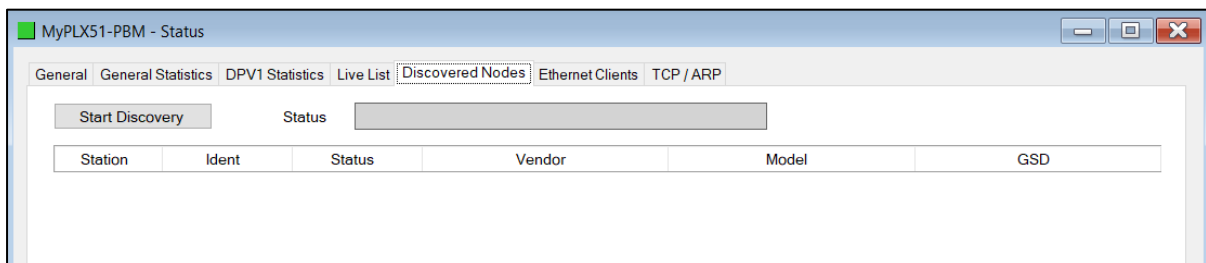 MyPLX51-PBM - Status
General General Statistics DPV1 Statistics Live List Discovered Nodes Ethernet Clients TCP / ARP
Start Discovery Status
Station Ident Status Vendor Model GSD